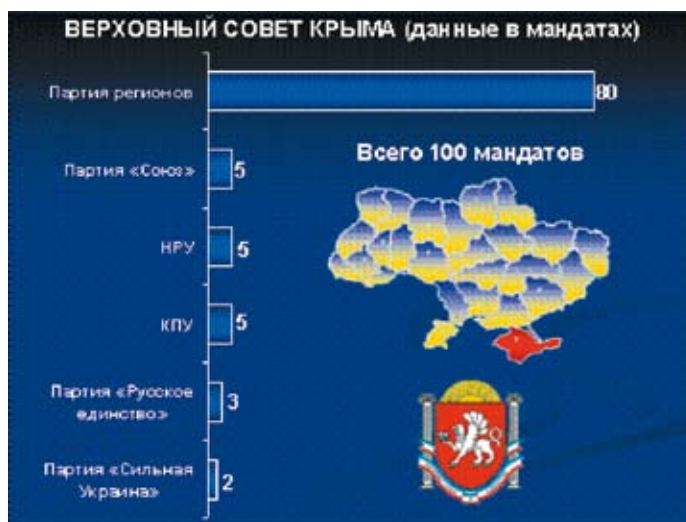 ВЕРХОВНЫЙ СОВЕТ КРЫМА (данные в мандатах)
Партия регионов
80
Всего 100 мандатов
Партия «Союз»
5
НРУ
5
КПУ
5
Партия «Русское
единство»
3
Партия «Сильная
Украина»
2